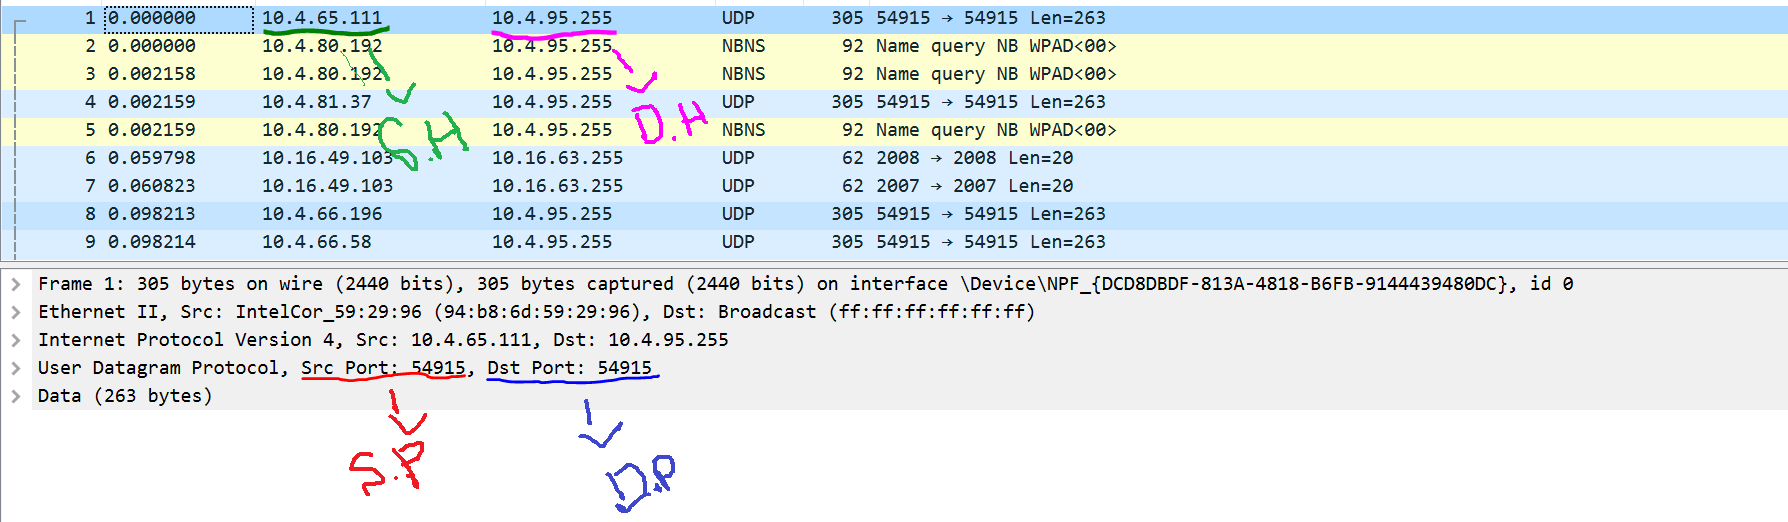 1 0.000000 10.4.65.111 10.4.95.255 UDP 305 54915 → 54915 Len=263
2 0.000000 10.4.80.192 10.4.95.255 NBNS 92 Name query NB WPAD<00>
3 0.002158 10.4.80.192 10.4.95.255 NBNS 92 Name query NB WPAD<00>
4 0.002159 10.4.81.37 10.4.95.255 UDP 305 54915 → 54915 Len=263
S.H D.H
5 0.002159 10.4.80.192 10.4.95.255 NBNS 92 Name query NB WPAD<00>
6 0.059798 10.16.49.103 10.16.63.255 UDP 62 2008 → 2008 Len=20
7 0.060823 10.16.49.103 10.16.63.255 UDP 62 2007 → 2007 Len=20
8 0.098213 10.4.66.196 10.4.95.255 UDP 305 54915 → 54915 Len=263
9 0.098214 10.4.66.58 10.4.95.255 UDP 305 54915 → 54915 Len=263
Frame 1: 305 bytes on wire (2440 bits), 305 bytes captured (2440 bits) on interface \Device\NPF_{DCD8DBDF-813A-4818-B6FB-9144439480DC}, id 0
Ethernet II, Src: IntelCor_59:29:96 (94:b8:6d:59:29:96), Dst: Broadcast (ff:ff:ff:ff:ff:ff)
Internet Protocol Version 4, Src: 10.4.65.111, Dst: 10.4.95.255
User Datagram Protocol, Src Port: 54915, Dst Port: 54915
Data (263 bytes)
S.P D.P